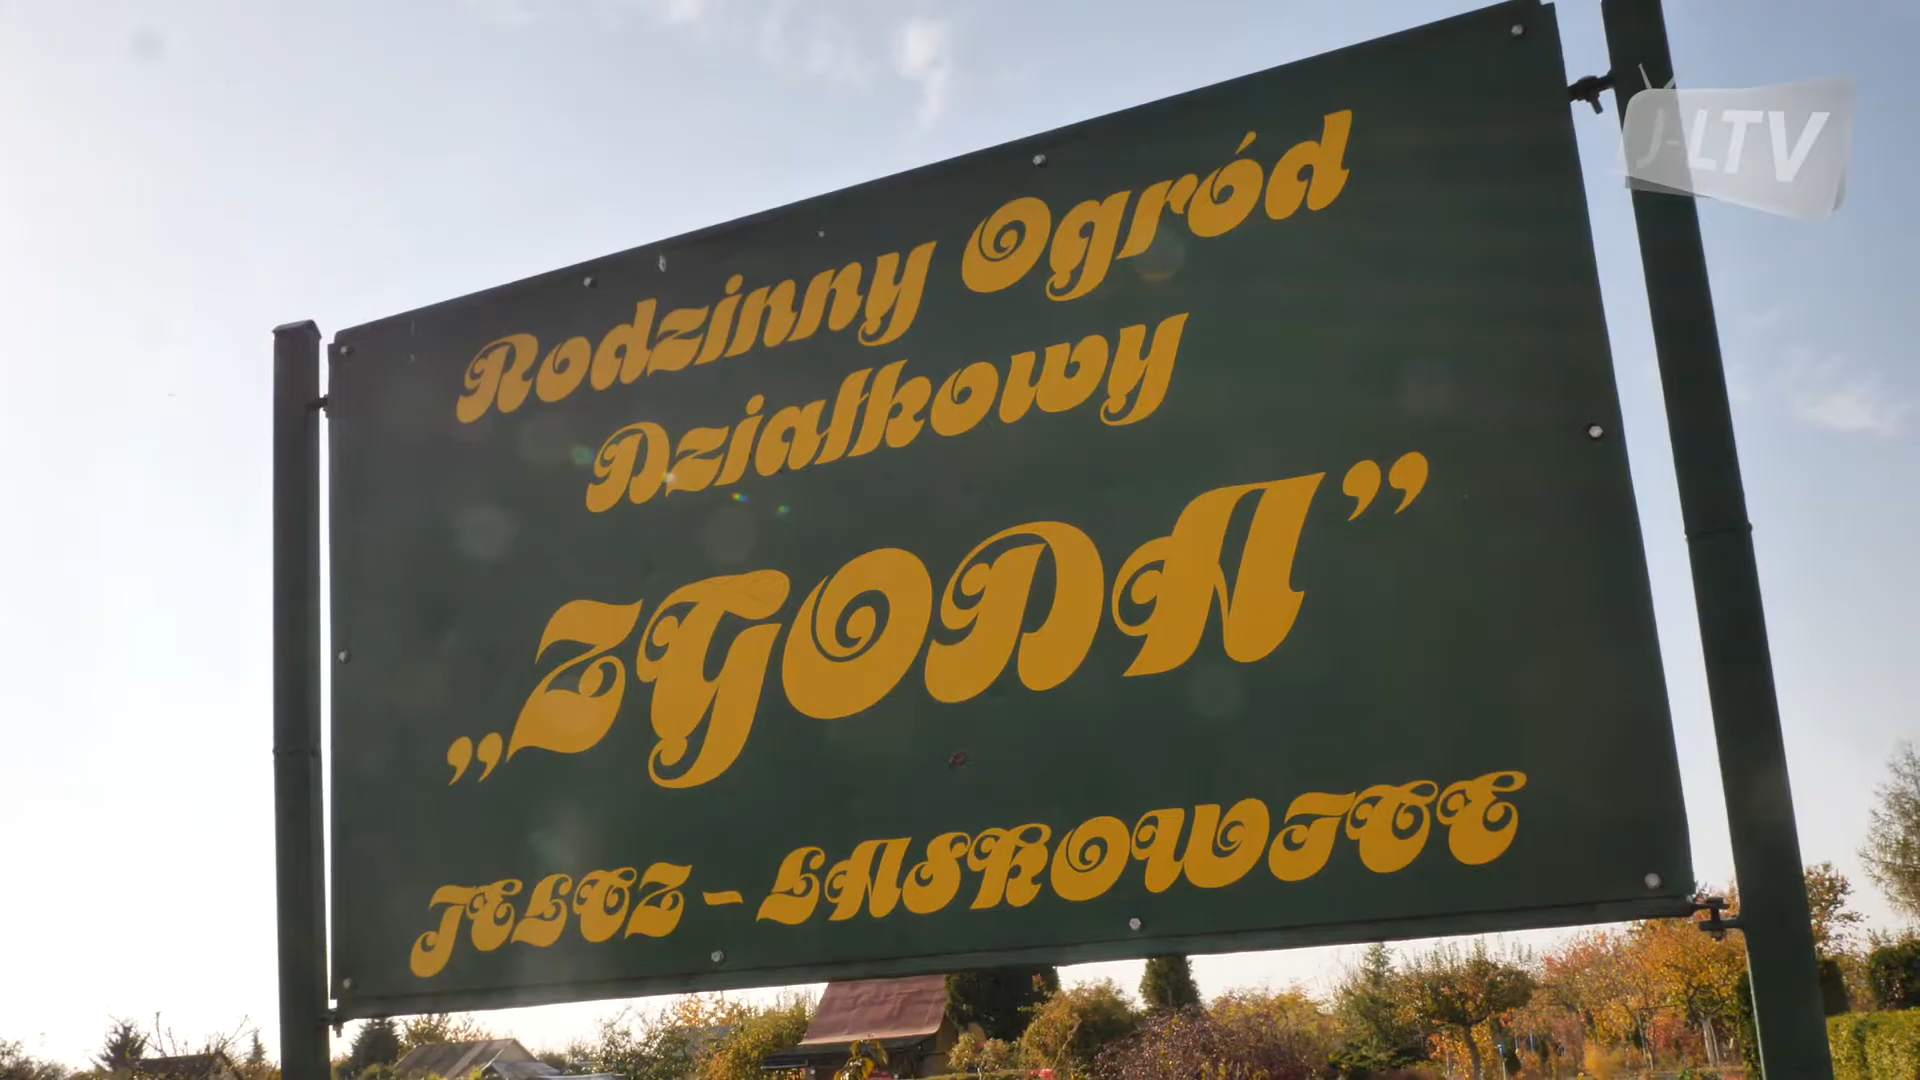 J-LTV
Rodzinny Ogród
Działkowy
„ZGODA”
JELCZ - LASKOWICE